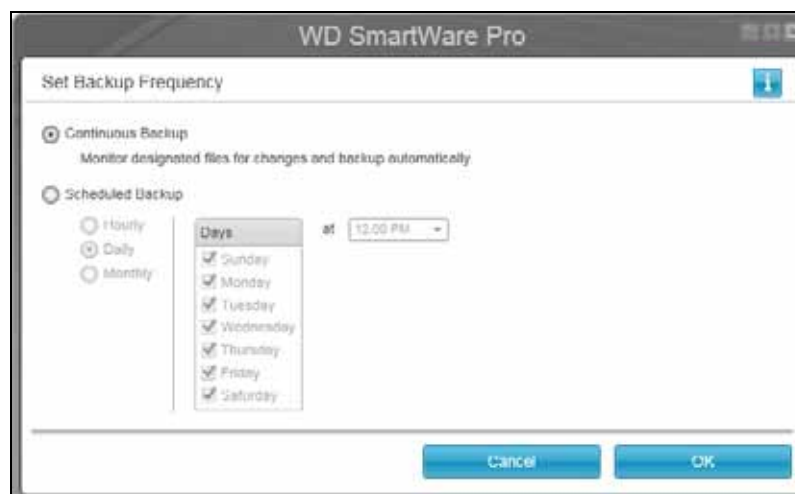 WD SmartWare Pro
Set Backup Frequency
i
Continuous Backup
Monitor designated files for changes and backup automatically
Scheduled Backup
Hourly
Daily
Monthly
Days
Sunday
Monday
Tuesday
Wednesday
Thursday
Friday
Saturday
at 12:00 PM
Cancel
OK